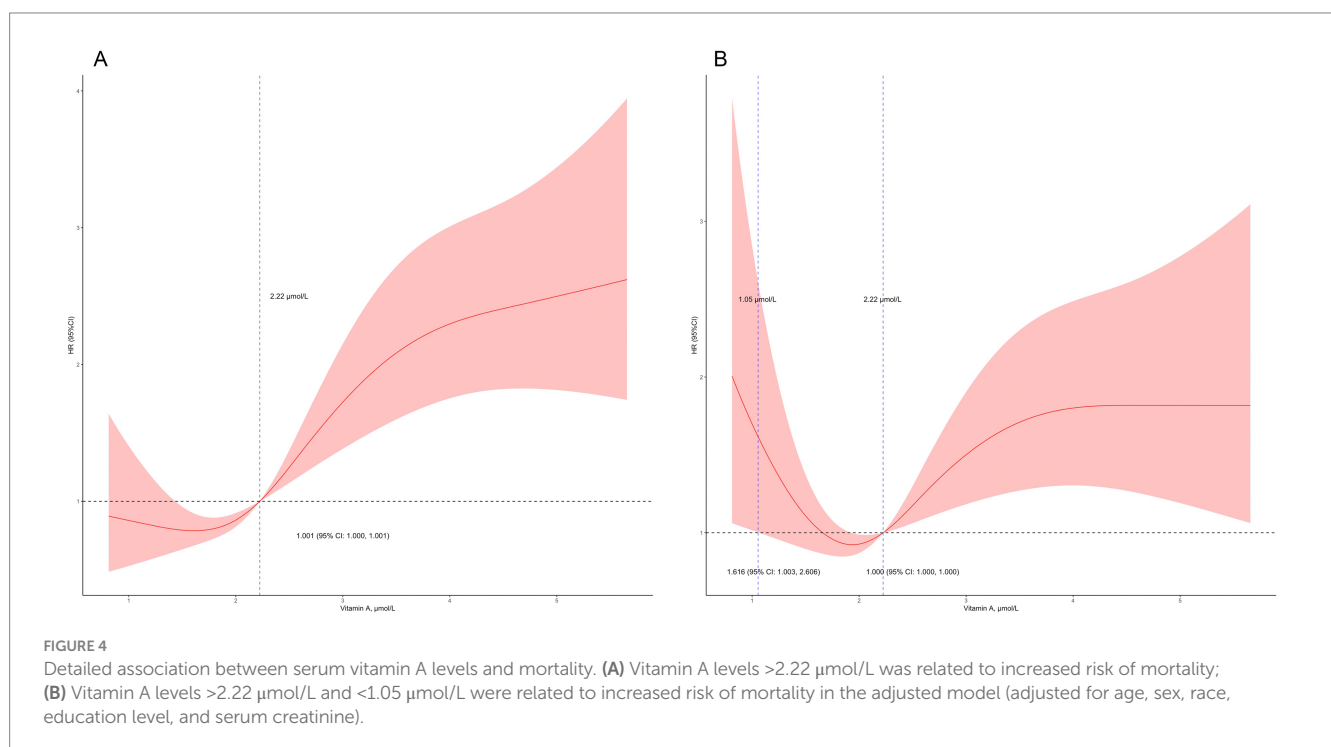 A
4
3
2
1
HR (95%CI)
2.22 μmol/L
1.001 (95% CI: 1.000, 1.001)
1
2
3
4
5
Vitamin A, μmol/L
B
3
2
1
HR (95%CI)
1.05 μmol/L
2.22 μmol/L
1.616 (95% CI: 1.003, 2.606)
1.000 (95% CI: 1.000, 1.000)
1
2
3
4
5
Vitamin A, μmol/L
FIGURE 4
Detailed association between serum vitamin A levels and mortality. (A) Vitamin A levels >2.22 μmol/L was related to increased risk of mortality;
(B) Vitamin A levels >2.22 μmol/L and <1.05 μmol/L were related to increased risk of mortality in the adjusted model (adjusted for age, sex, race,
education level, and serum creatinine).